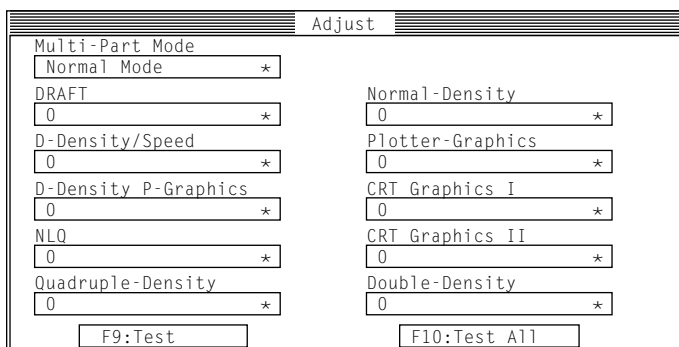 Adjust
Multi-Part Mode
Normal Mode *
DRAFT Normal-Density
0 * 0 *
D-Density/Speed Plotter-Graphics
0 * 0 *
D-Density P-Graphics CRT Graphics I
0 * 0 *
NLQ CRT Graphics II
0 * 0 *
Quadruple-Density Double-Density
0 * 0 *
F9:Test F10:Test All